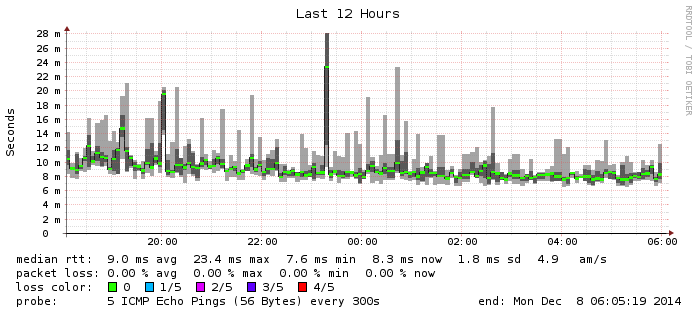 Last 12 Hours
RRDTOOL / TOBI OETIKER
Seconds
28 m
26 m
24 m
22 m
20 m
18 m
16 m
14 m
12 m
10 m
8 m
6 m
4 m
2 m
0
20:00 22:00 00:00 02:00 04:00 06:00
median rtt: 9.0 ms avg 23.4 ms max 7.6 ms min 8.3 ms now 1.8 ms sd 4.9 am/s
packet loss: 0.00 % avg 0.00 % max 0.00 % min 0.00 % now
loss color: 0 1/5 2/5 3/5 4/5
probe: 5 ICMP Echo Pings (56 Bytes) every 300s end: Mon Dec 8 06:05:19 2014